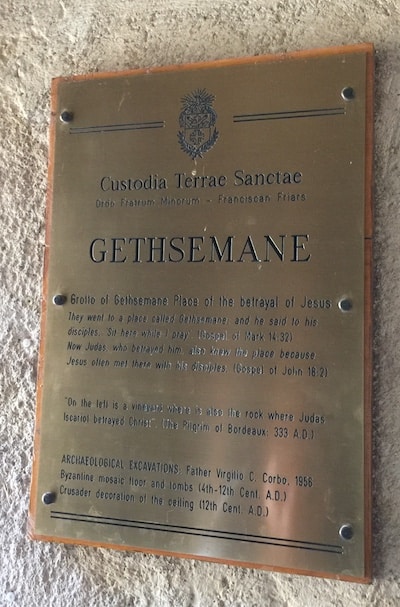 Custodia Terrae Sanctae
Ordo Fratrum Minorum - Franciscan Friars
GETHSEMANE
Grotto of Gethsemane Place of the betrayal of Jesus
They went to a place called Gethsemane; and he said to his
disciples, "Sit here while I pray". (Gospel of Mark 14:32)
Now Judas, who betrayed him, also knew the place because
Jesus often met there with his disciples. (Gospel of John 18:2)
"On the left is a vineyard where is also the rock where Judas
Iscariot betrayed Christ". (The Pilgrim of Bordeaux; 333 A.D.)
ARCHAEOLOGICAL EXCAVATIONS: Father Virgilio C. Corbo, 1956:
Byzantine mosaic floor and tombs (4th-12th Cent. A.D.)
Crusader decoration of the ceiling (12th Cent. A.D.)